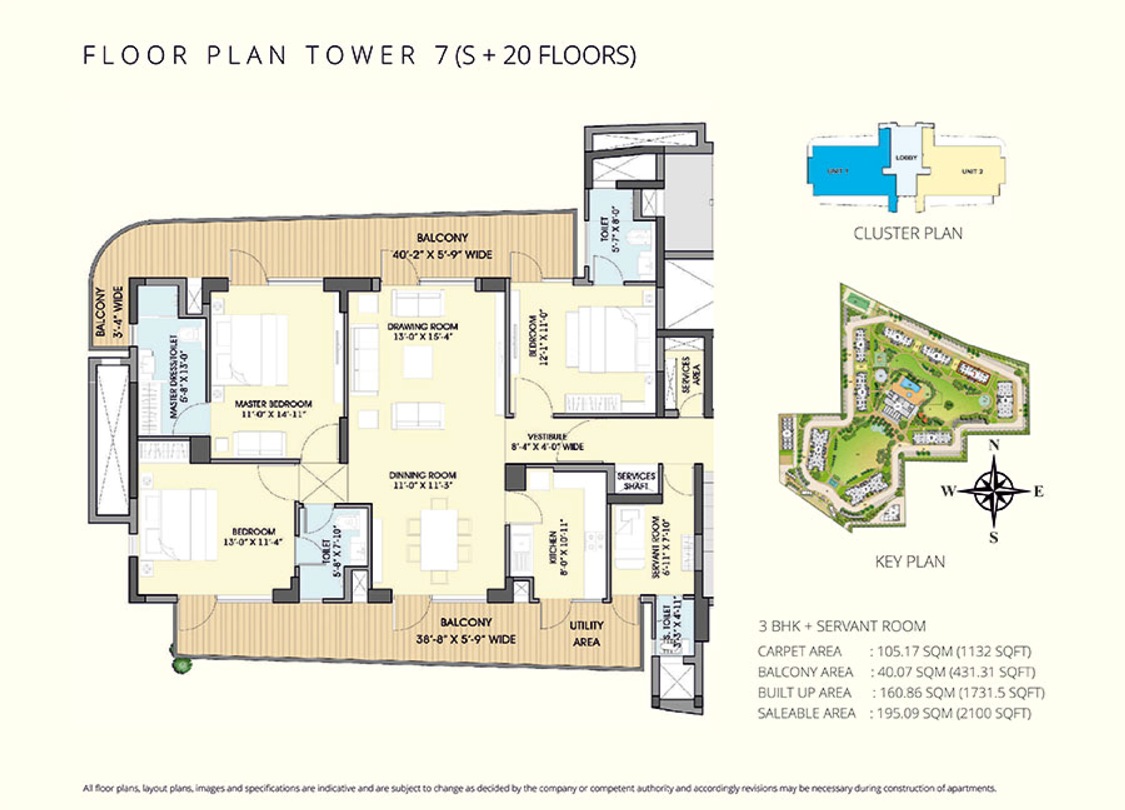 FLOOR PLAN TOWER 7 (S + 20 FLOORS)
BALCONY
40'-2" X 5'-9" WIDE
BALCONY
3'-4" WIDE
TOILET
5'-7" X 8'-0"
MASTER DRESS/TOILET
5'-8" X 13'-0"
MASTER BEDROOM
11'-0" X 14'-11"
DRAWING ROOM
13'-0" X 15'-4"
BEDROOM
12'-1" X 11'-0"
SERVICES
AREA
VESTIBULE
8'-4" X 4'-0" WIDE
DINNING ROOM
11'-0" X 11'-3"
SERVICES
SHAFT
BEDROOM
13'-0" X 11'-4"
TOILET
5'-8" X 7'-10"
KITCHEN
8'-0" X 10'-11"
SERVANT ROOM
6'-11" X 7'-10"
S. TOILET
3'-3" X 4'-11"
BALCONY
38'-8" X 5'-9" WIDE
UTILITY
AREA
UNIT 1
LOBBY
UNIT 2
CLUSTER PLAN
N
W
E
S
KEY PLAN
3 BHK + SERVANT ROOM
CARPET AREA : 105.17 SQM (1132 SQFT)
BALCONY AREA : 40.07 SQM (431.31 SQFT)
BUILT UP AREA : 160.86 SQM (1731.5 SQFT)
SALEABLE AREA : 195.09 SQM (2100 SQFT)
All floor plans, layout plans, images and specifications are indicative and are subject to change as decided by the company or competent authority and accordingly revisions may be necessary during construction of apartments.